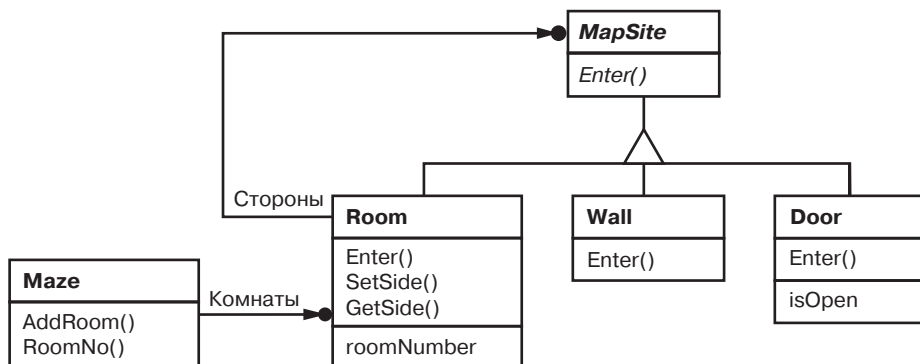 MapSite
Enter()
Стороны
Room
Enter()
SetSide()
GetSide()
roomNumber
Wall
Enter()
Door
Enter()
isOpen
Maze
AddRoom()
RoomNo()
Комнаты